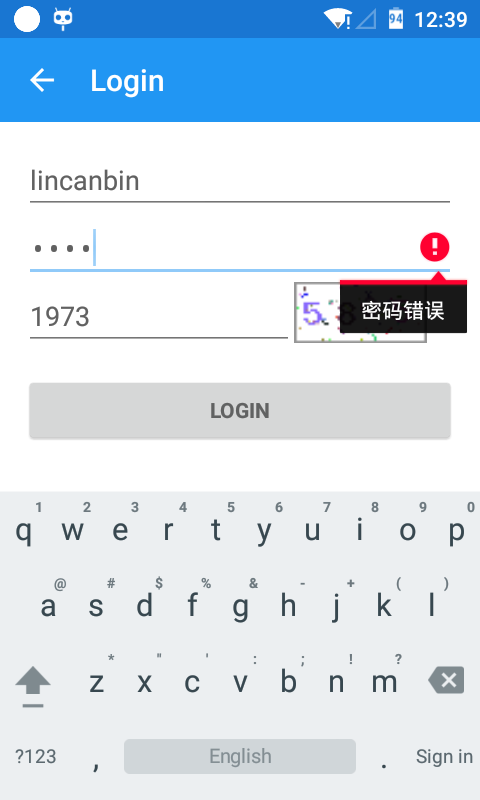 94 12:39
Login
lincanbin
••••
密码错误
1973
LOGIN
1 2 3 4 5 6 7 8 9 0
q w e r t y u i o p
@ # $ % & - + ( )
a s d f g h j k l
* " ' : ; ! ?
z x c v b n m
?123 , English . Sign in